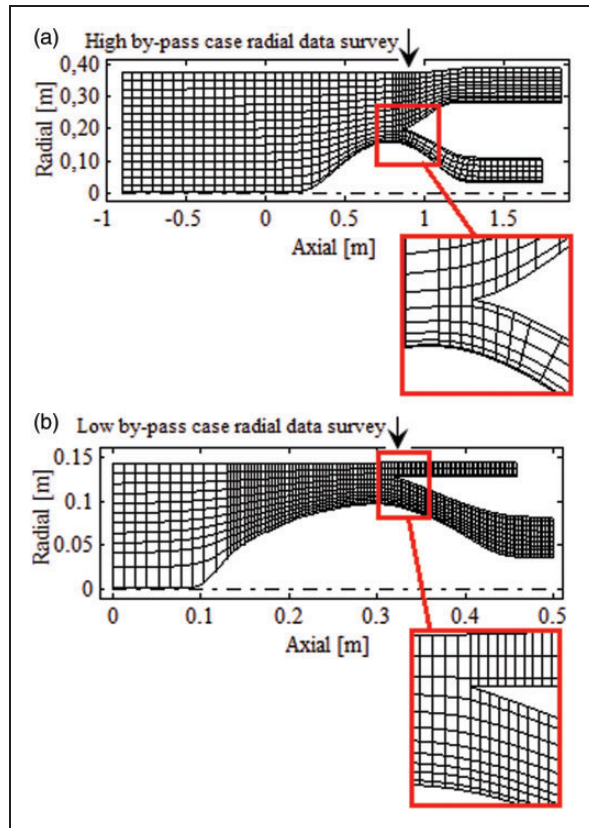 (a)
High by-pass case radial data survey
0,40
0,30
0,20
0,10
0
Radial [m]
-1 -0.5 0 0.5 1 1.5
Axial [m]
(b)
Low by-pass case radial data survey
0.15
0.1
0.05
0
Radial [m]
0 0.1 0.2 0.3 0.4 0.5
Axial [m]